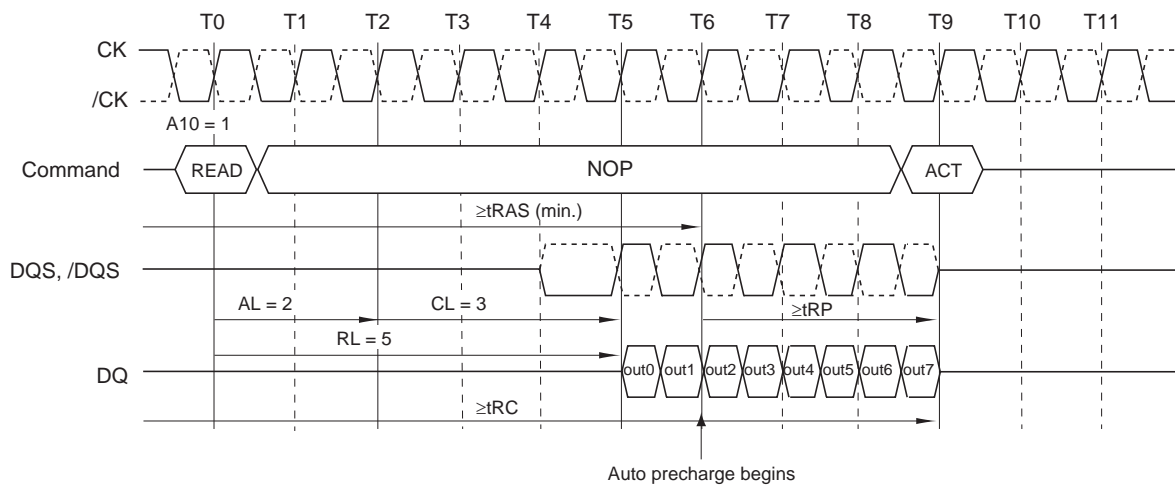 T0 T1 T2 T3 T4 T5 T6 T7 T8 T9 T10 T11
CK
/CK
A10 = 1
Command READ NOP ACT
≥tRAS (min.)
DQS, /DQS
AL = 2 CL = 3 ≥tRP
RL = 5
DQ out0 out1 out2 out3 out4 out5 out6 out7
≥tRC
Auto precharge begins